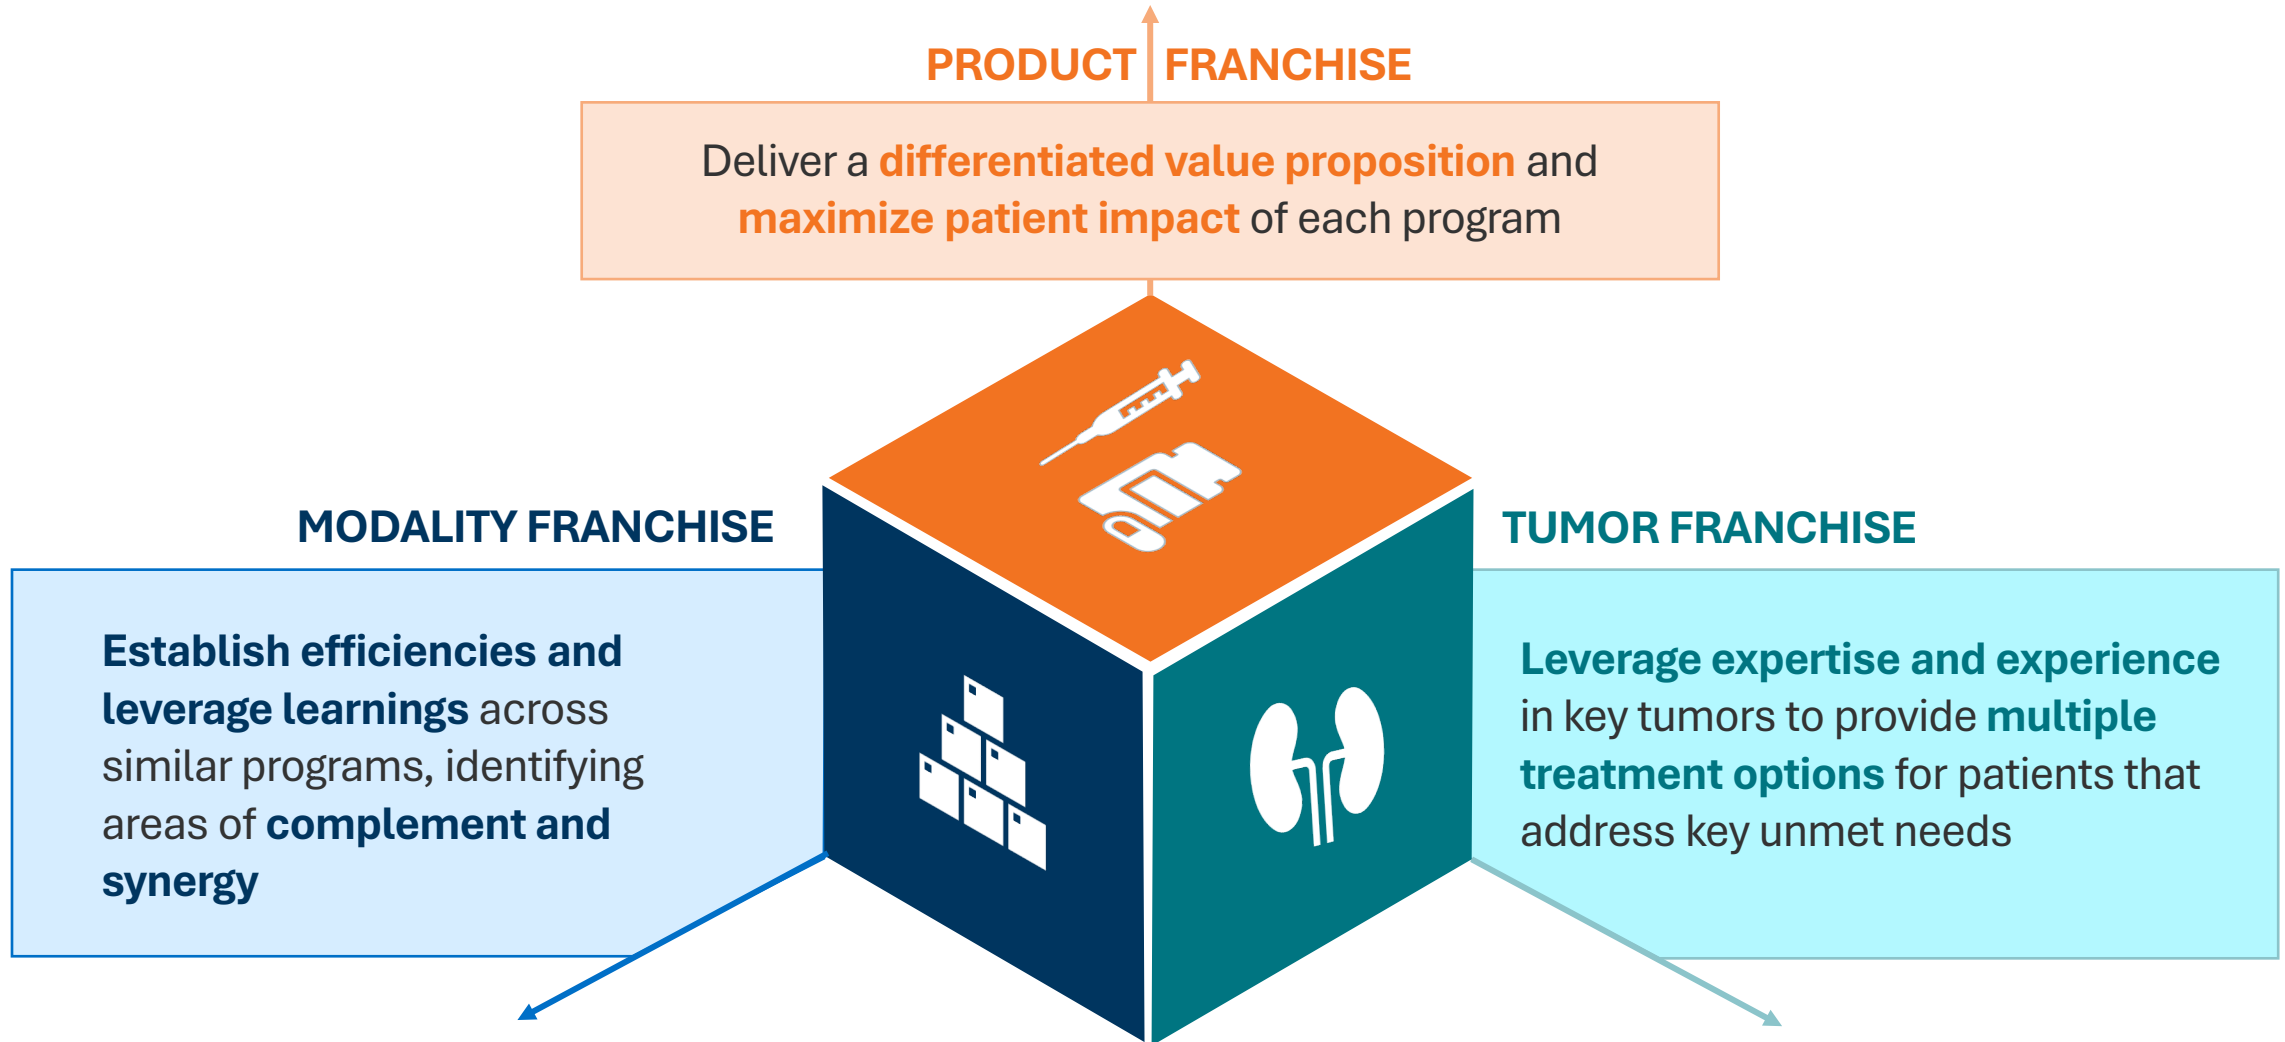 PRODUCT FRANCHISE
Deliver a differentiated value proposition and
maximize patient impact of each program
MODALITY FRANCHISE
Establish efficiencies and
leverage learnings across
similar programs, identifying
areas of complement and
synergy
TUMOR FRANCHISE
Leverage expertise and experience
in key tumors to provide multiple
treatment options for patients that
address key unmet needs